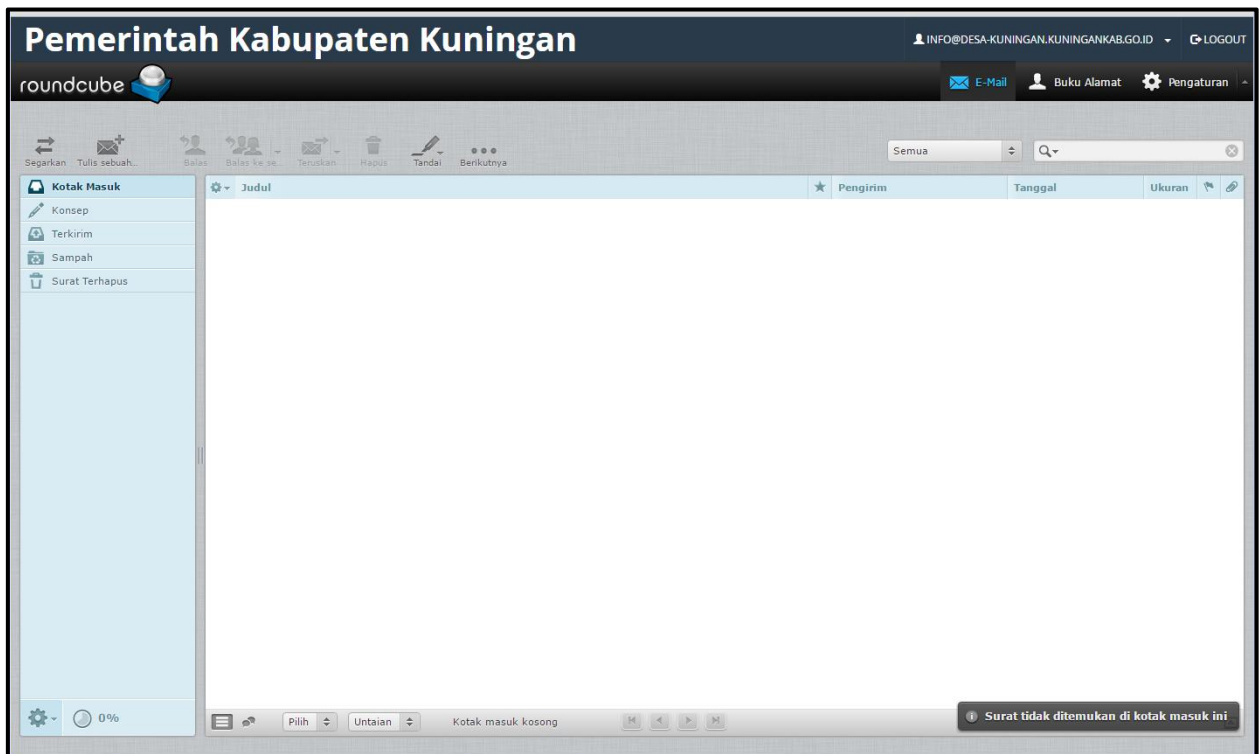 Pemerintah Kabupaten Kuningan
INFO@DESA-KUNINGAN.KUNINGANKAB.GO.ID LOGOUT
roundcube E-Mail Buku Alamat Pengaturan
Segarkan Tulis sebuah... Balas Balas ke se... Teruskan Hapus Tandai Berikutnya Semua
Kotak Masuk Judul Pengirim Tanggal Ukuran
Konsep
Terkirim
Sampah
Surat Terhapus
0% Pilih Untaian Kotak masuk kosong Surat tidak ditemukan di kotak masuk ini